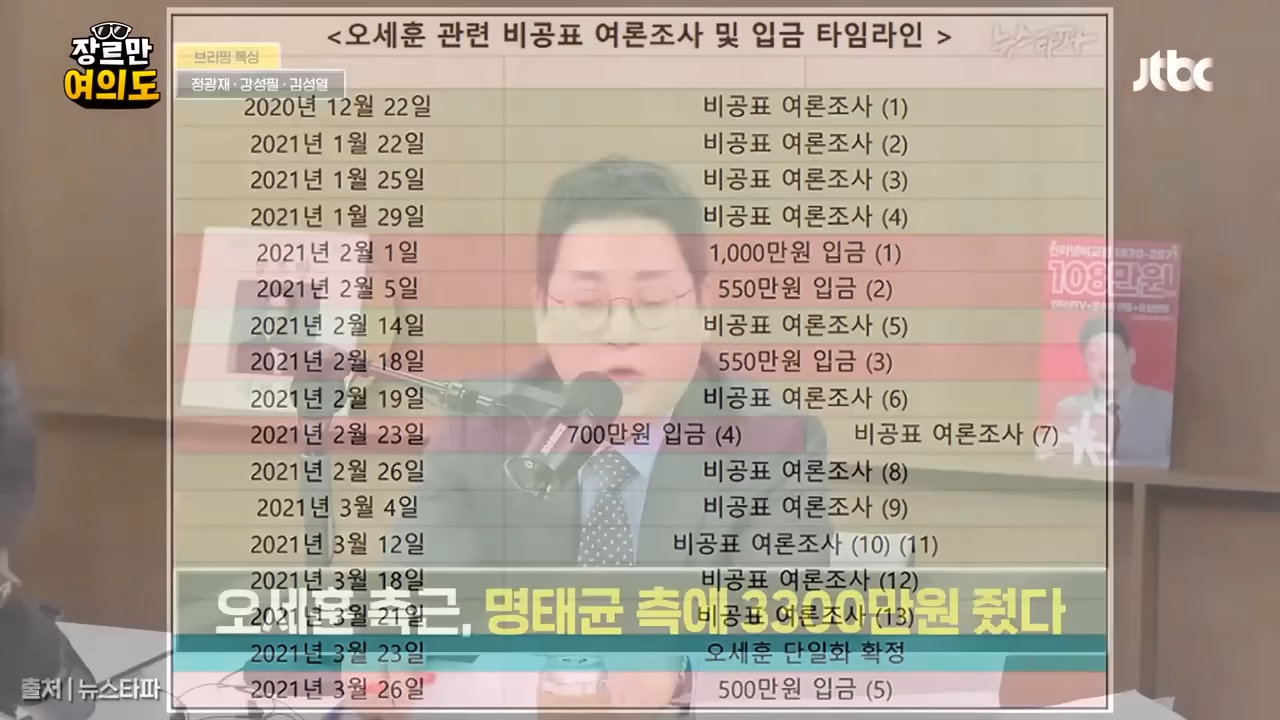 장르만
여의도
브리핑 룩싱
정광재·강성필·김성열
jtbc
뉴스타파
<오세훈 관련 비공표 여론조사 및 입금 타임라인 >
2020년 12월 22일 비공표 여론조사 (1)
2021년 1월 22일 비공표 여론조사 (2)
2021년 1월 25일 비공표 여론조사 (3)
2021년 1월 29일 비공표 여론조사 (4)
2021년 2월 1일 1,000만원 입금 (1)
2021년 2월 5일 550만원 입금 (2)
2021년 2월 14일 비공표 여론조사 (5)
2021년 2월 18일 550만원 입금 (3)
2021년 2월 19일 비공표 여론조사 (6)
2021년 2월 23일 700만원 입금 (4) 비공표 여론조사 (7)
2021년 2월 26일 비공표 여론조사 (8)
2021년 3월 4일 비공표 여론조사 (9)
2021년 3월 12일 비공표 여론조사 (10) (11)
2021년 3월 18일 비공표 여론조사 (12)
2021년 3월 21일 비공표 여론조사 (13)
오세훈 측근, 명태균 측에 3300만원 줬다
2021년 3월 23일 오세훈 단일화 확정
2021년 3월 26일 500만원 입금 (5)
출처 | 뉴스타파
108만원